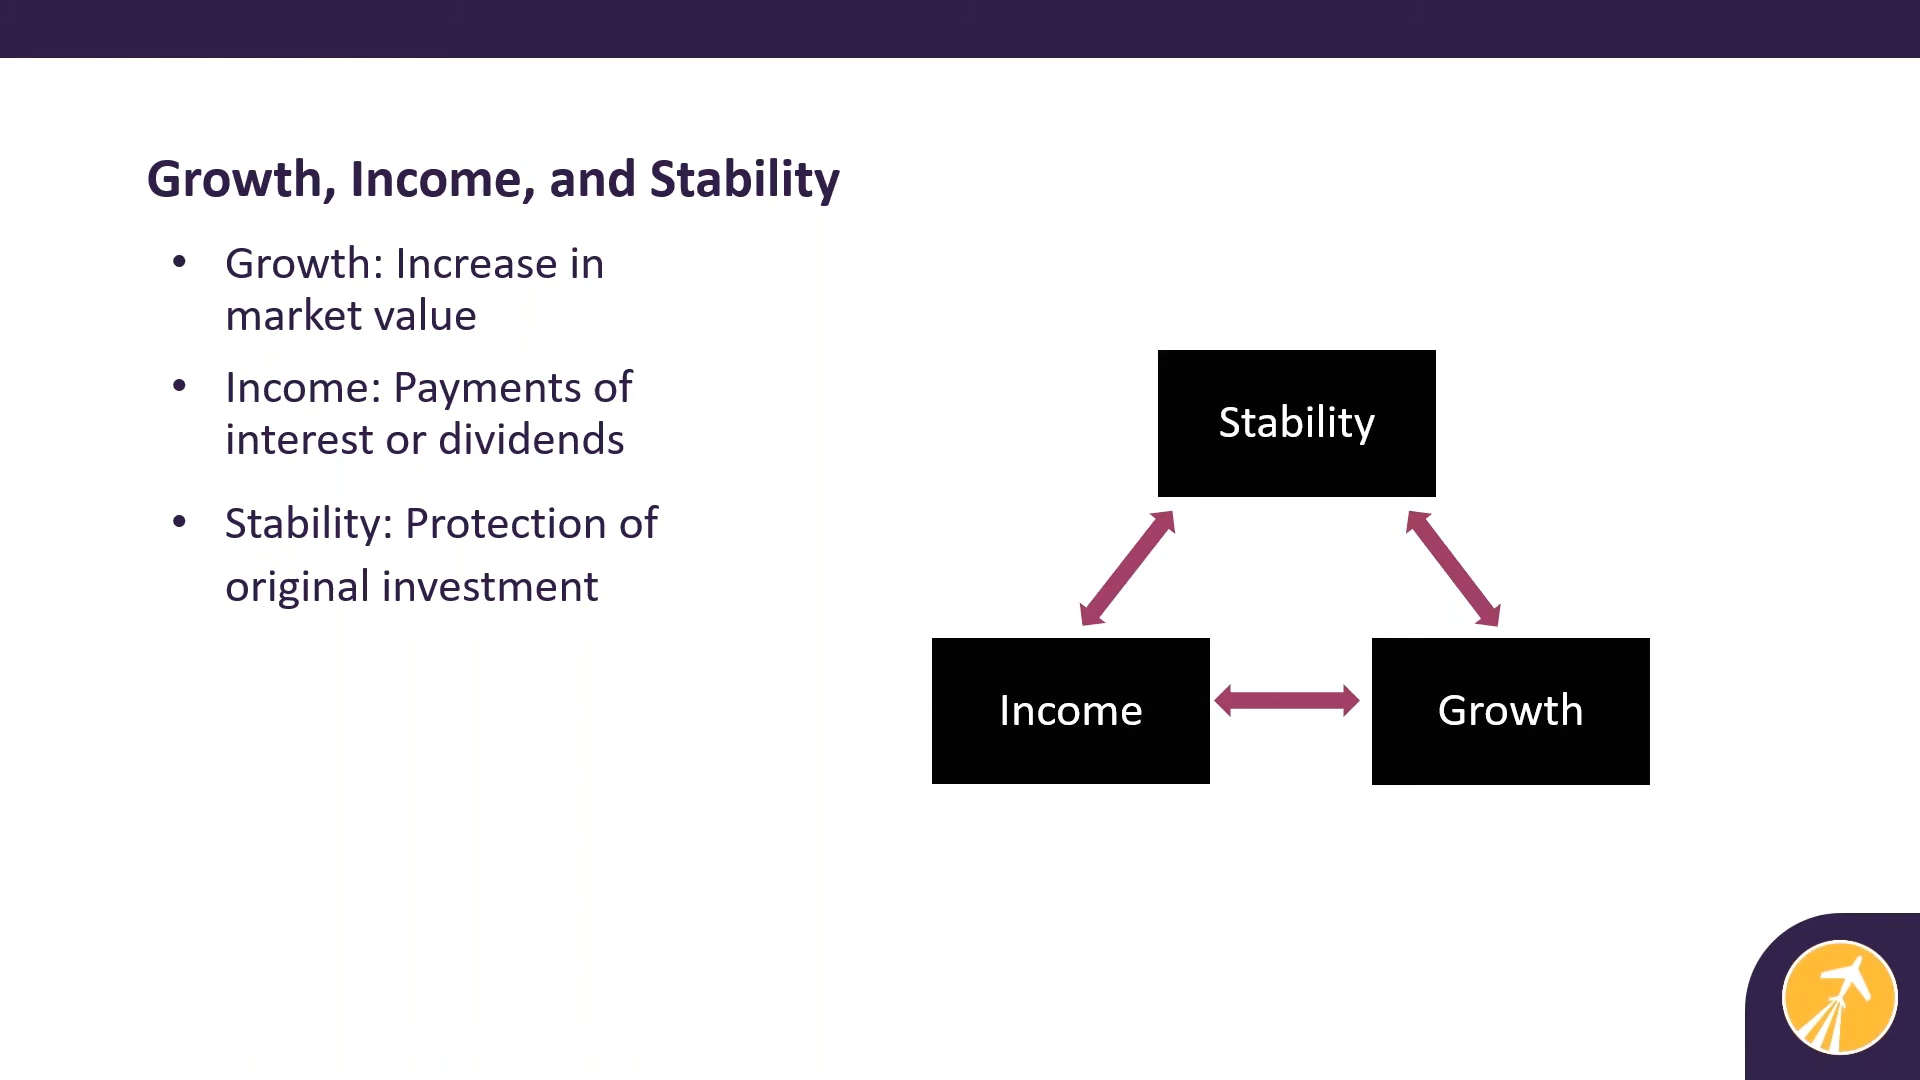 Growth, Income, and Stability
• Growth: Increase in
market value
• Income: Payments of
interest or dividends
• Stability: Protection of
original investment
Stability
Income
Growth